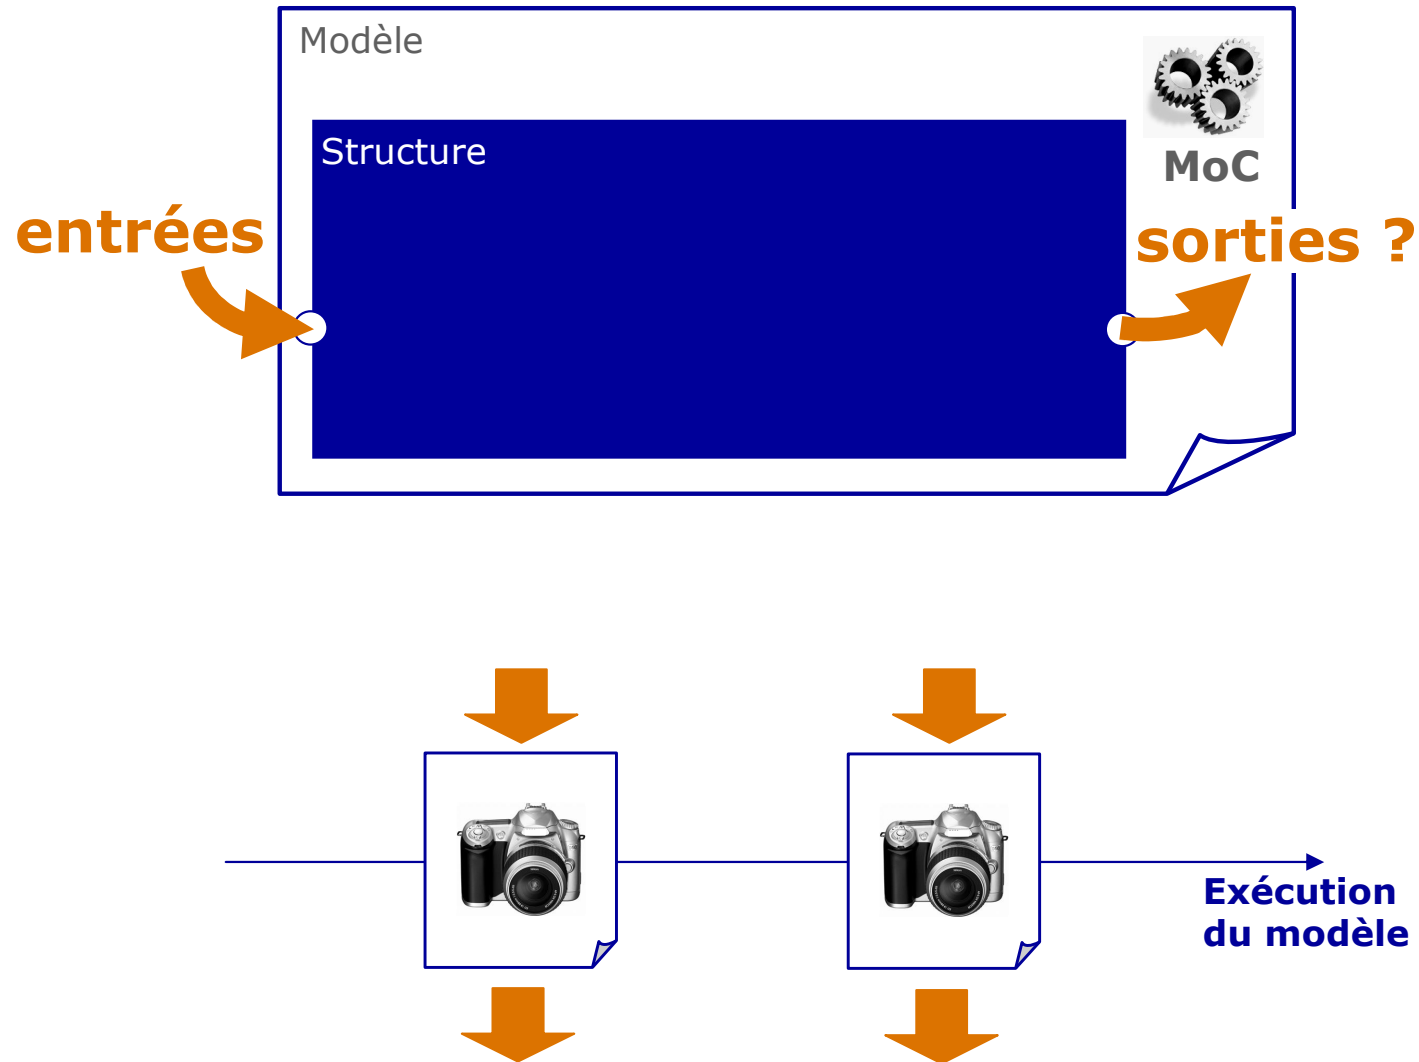 Modèle
MoC
Structure
entrées
sorties ?
Exécution
du modèle